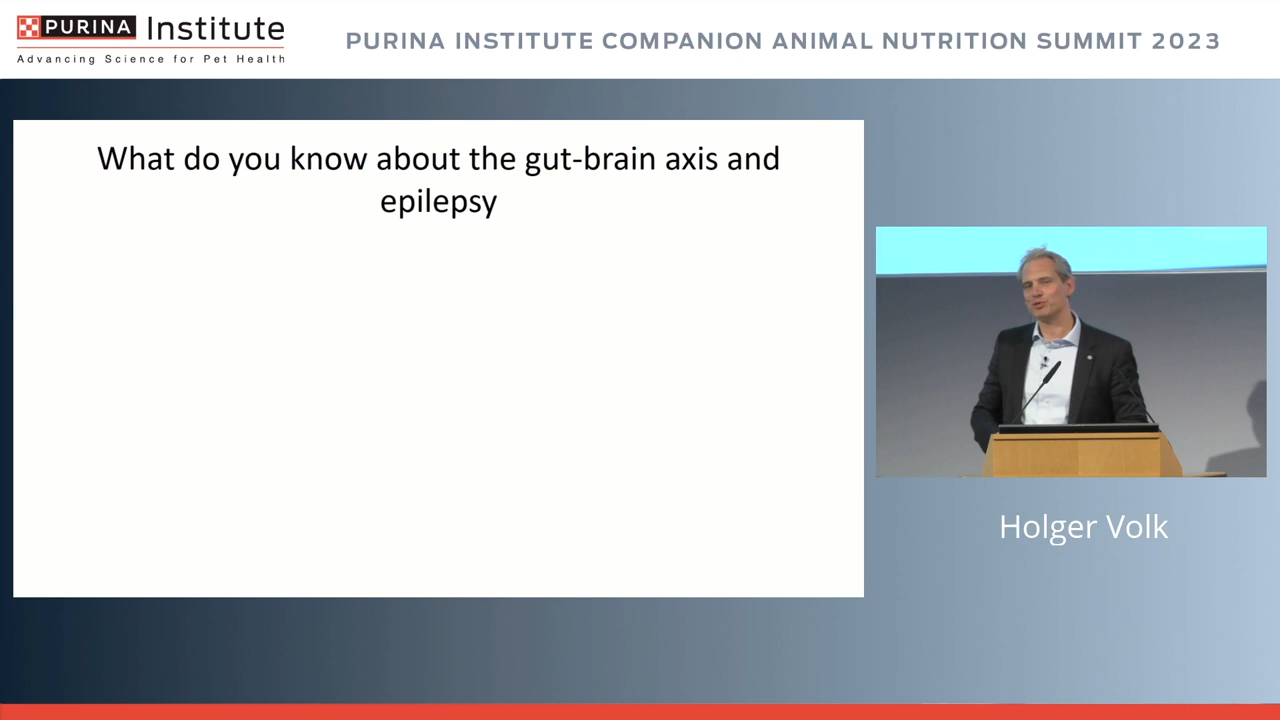 PURINA Institute
Advancing Science for Pet Health
PURINA INSTITUTE COMPANION ANIMAL NUTRITION SUMMIT 2023
What do you know about the gut-brain axis and
epilepsy
Holger Volk